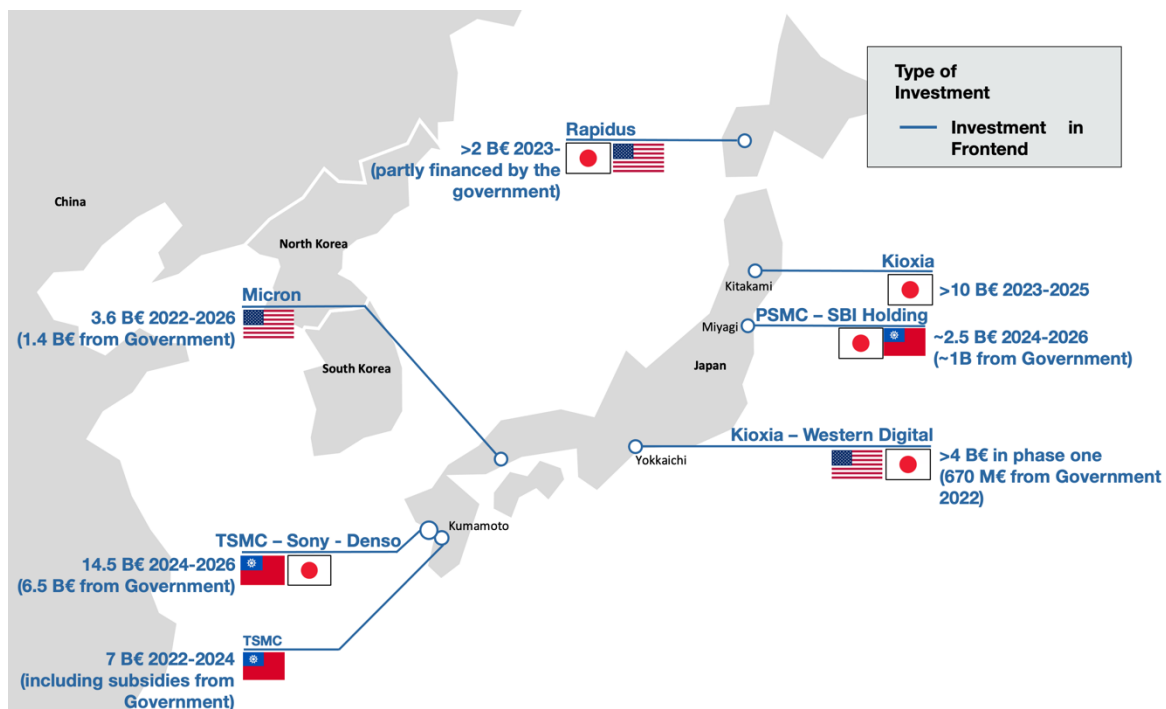 Type of
Investment
Investment in
Frontend
Rapidus
>2 B€ 2023-
(partly financed by the
government)
China
North Korea
Kioxia
Kitakami
>10 B€ 2023-2025
Micron
3.6 B€ 2022-2026
(1.4 B€ from Government)
PSMC – SBI Holding
Miyagi
~2.5 B€ 2024-2026
(~1B from Government)
South Korea
Japan
Kioxia – Western Digital
Yokkaichi
>4 B€ in phase one
(670 M€ from Government
2022)
Kumamoto
TSMC – Sony - Denso
14.5 B€ 2024-2026
(6.5 B€ from Government)
TSMC
7 B€ 2022-2024
(including subsidies from
Government)